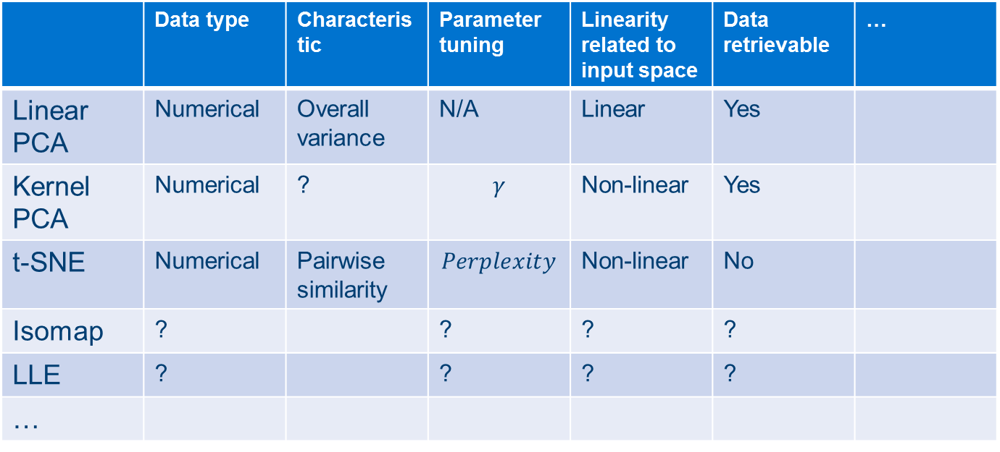 Data type
Characteris
tic
Parameter
tuning
Linearity
related to
input space
Data
retrievable
…
Linear
PCA
Numerical
Overall
variance
N/A
Linear
Yes
Kernel
PCA
Numerical
?
γ
Non-linear
Yes
t-SNE
Numerical
Pairwise
similarity
Perplexity
Non-linear
No
Isomap
?
?
?
?
LLE
?
?
?
?
…